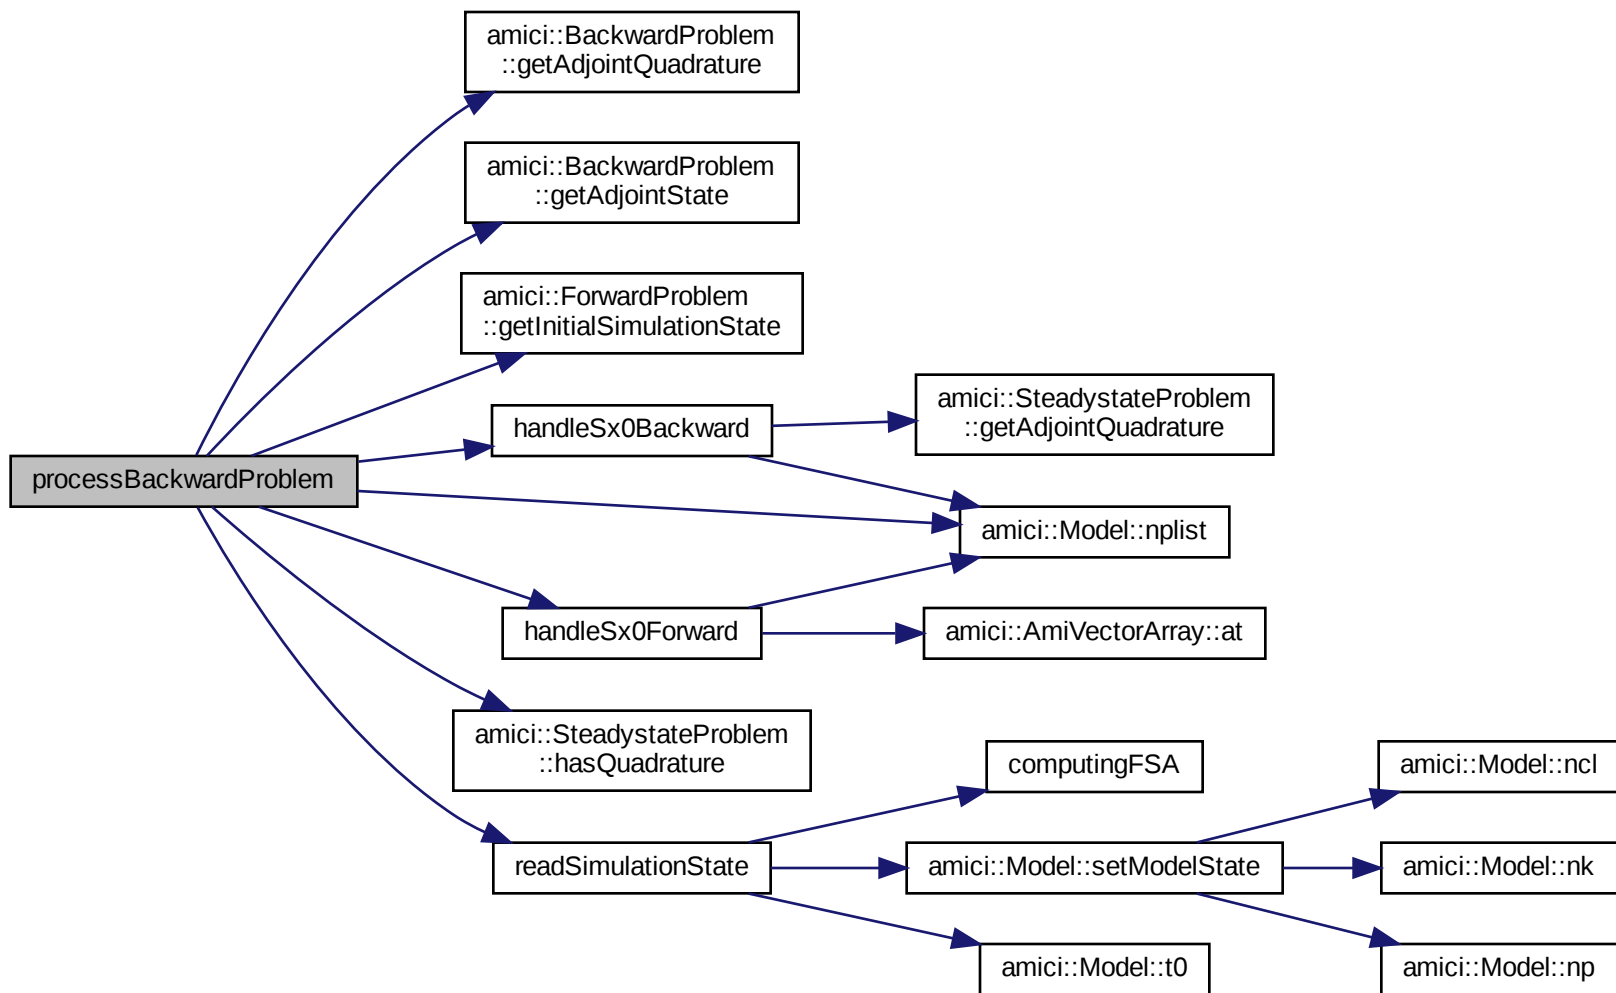 amici::BackwardProblem
::getAdjointQuadrature
amici::BackwardProblem
::getAdjointState
amici::ForwardProblem
::getInitialSimulationState
processBackwardProblem
handleSx0Backward
amici::SteadystateProblem
::getAdjointQuadrature
amici::Model::nplist
handleSx0Forward
amici::AmiVectorArray::at
amici::SteadystateProblem
::hasQuadrature
readSimulationState
computingFSA
amici::Model::setModelState
amici::Model::t0
amici::Model::ncl
amici::Model::nk
amici::Model::np